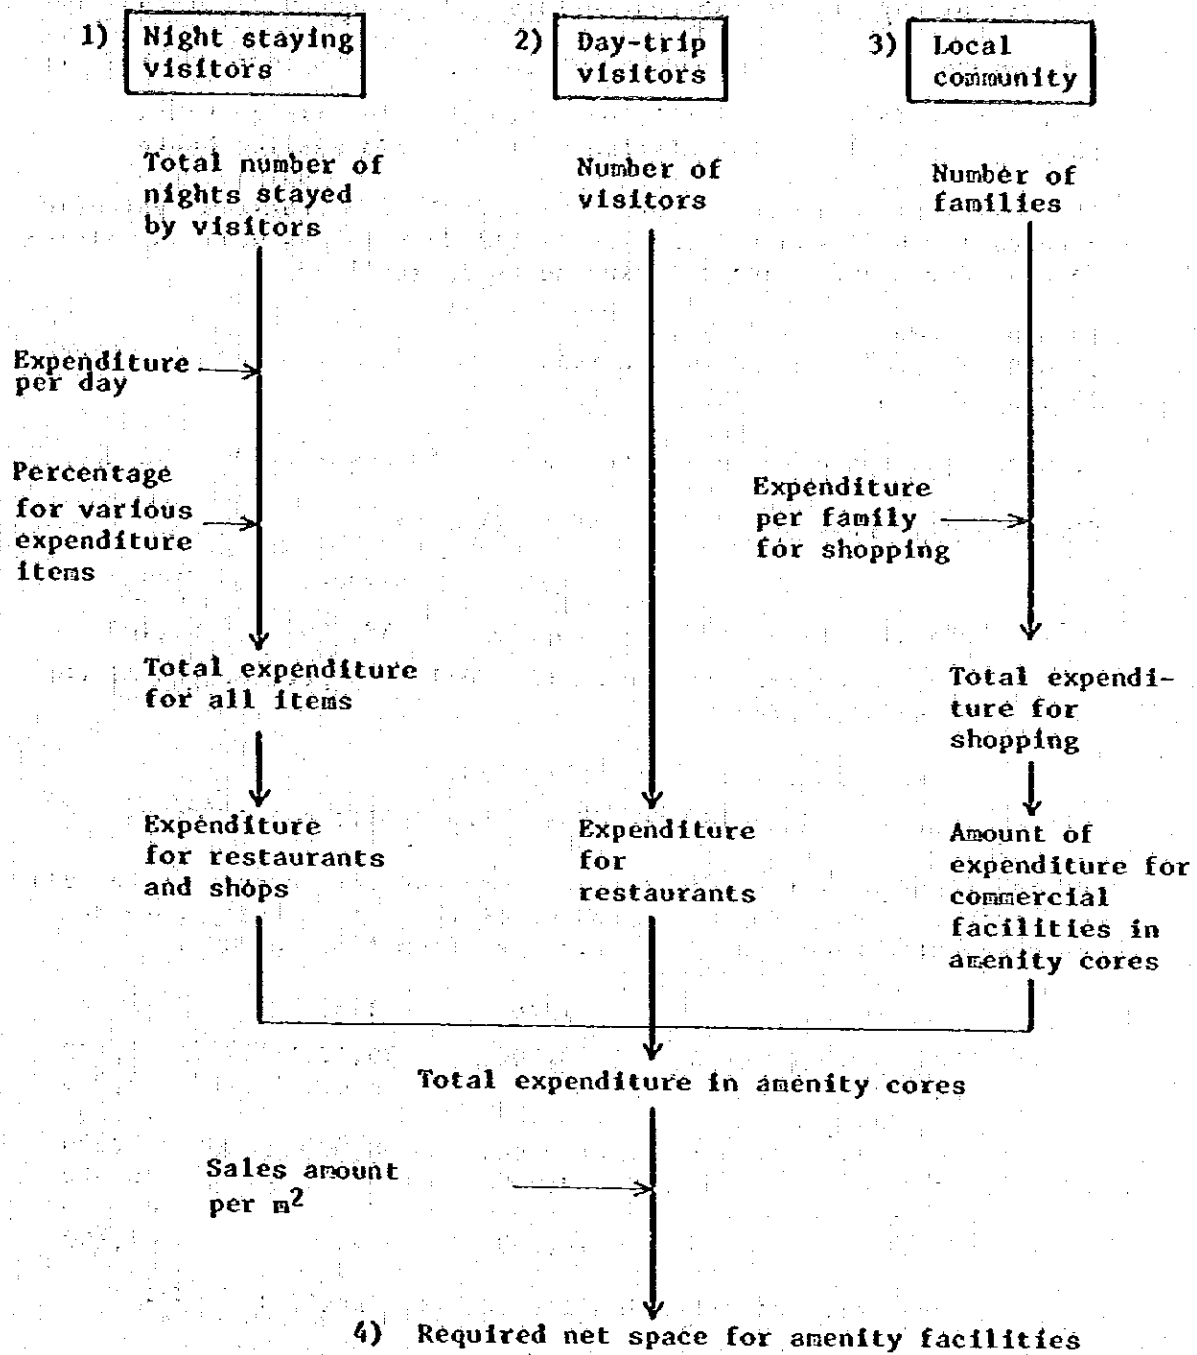 1) Night staying
visitors
2) Day-trip
visitors
3) Local
community
Total number of
nights stayed
by visitors
Number of
visitors
Number of
families
Expenditure
per day
Percentage
for various
expenditure
items
Expenditure
per family
for shopping
Total expenditure
for all items
Total expendi-
ture for
shopping
Expenditure
for restaurants
and shops
Expenditure
for
restaurants
Amount of
expenditure for
commercial
facilities in
amenity cores
Total expenditure in amenity cores
Sales amount
per m²
4) Required net space for amenity facilities